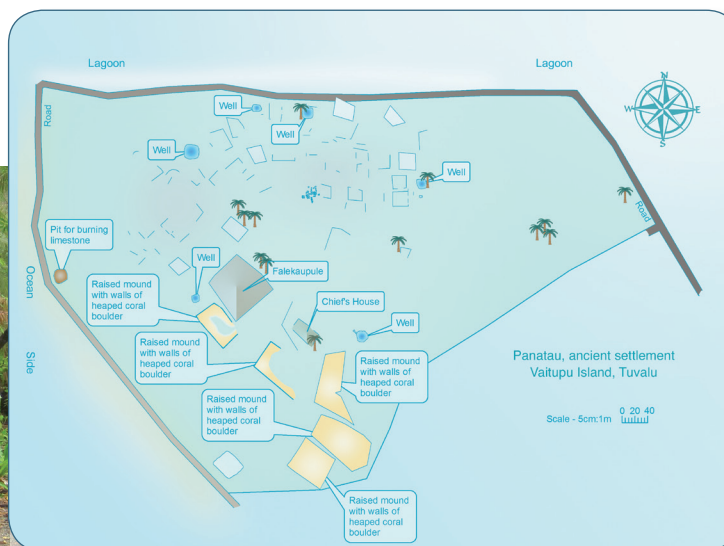 Lagoon
Lagoon
N
W
E
S
Road
Well
Well
Well
Well
Road
Pit for burning
limestone
Well
Falekaupule
Raised mound
with walls of
heaped coral
boulder
Ocean
Side
Chief's House
Well
Raised mound
with walls of
heaped coral
boulder
Raised mound
with walls of
heaped coral
boulder
Panatau, ancient settlement
Vaitupu Island, Tuvalu
Raised mound
with walls of
heaped coral
boulder
Scale - 5cm:1m
0 20 40
Raised mound
with walls of
heaped coral
boulder